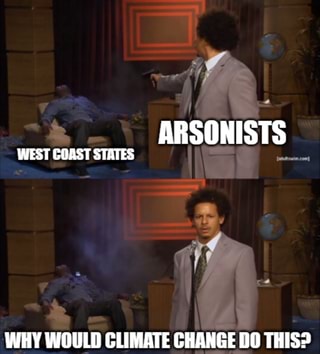 ARSONISTS
WEST COAST STATES
[adultswim.com]
WHY WOULD CLIMATE CHANGE DO THIS?